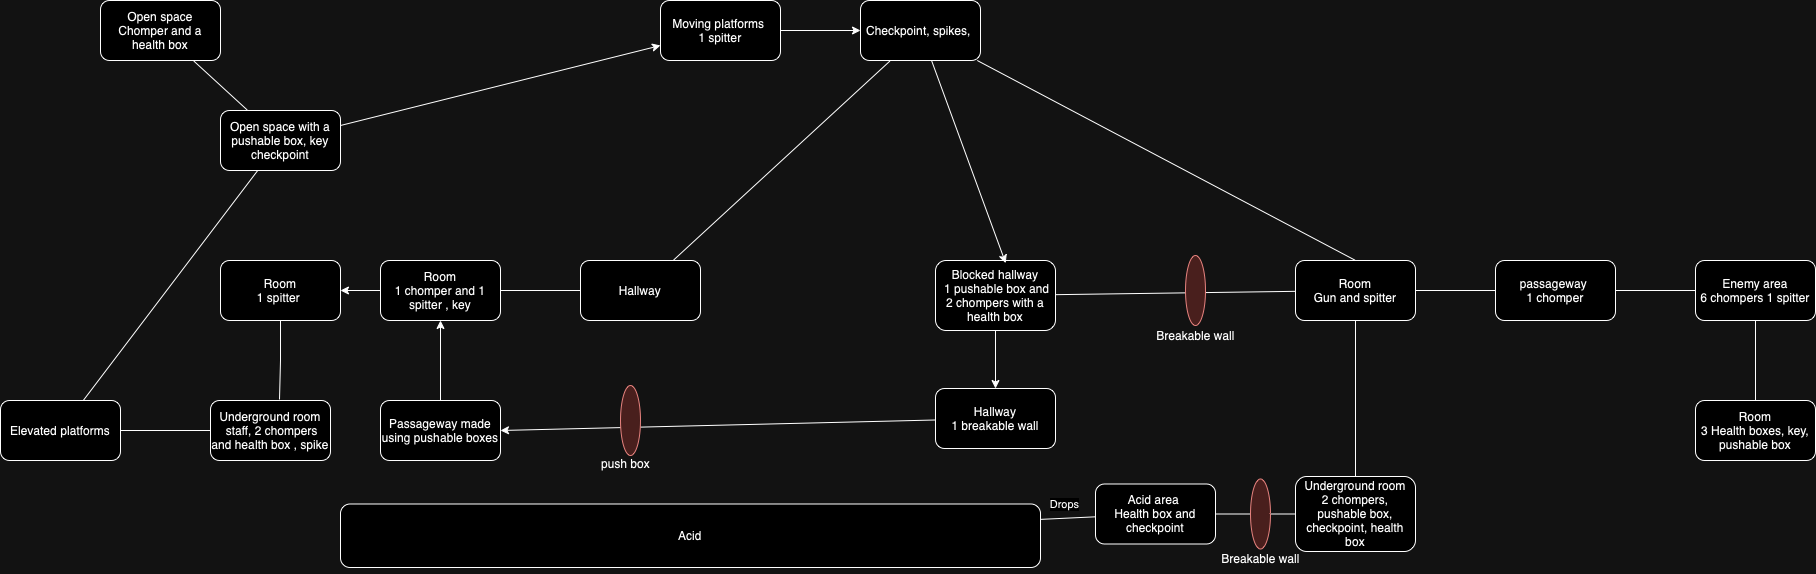 Open space
Chomper and a
health box
Moving platforms
1 spitter
Checkpoint, spikes,
Open space with a
pushable box, key
checkpoint
Room
1 spitter
Room
1 chomper and 1
spitter , key
Hallway
Blocked hallway
1 pushable box and
2 chompers with a
health box
Breakable wall
Room
Gun and spitter
passageway
1 chomper
Enemy area
6 chompers 1 spitter
Elevated platforms
Underground room
staff, 2 chompers
and health box , spike
Passageway made
using pushable boxes
push box
Hallway
1 breakable wall
Room
3 Health boxes, key,
pushable box
Acid
Drops
Acid area
Health box and
checkpoint
Breakable wall
Underground room
2 chompers,
pushable box,
checkpoint, health
box